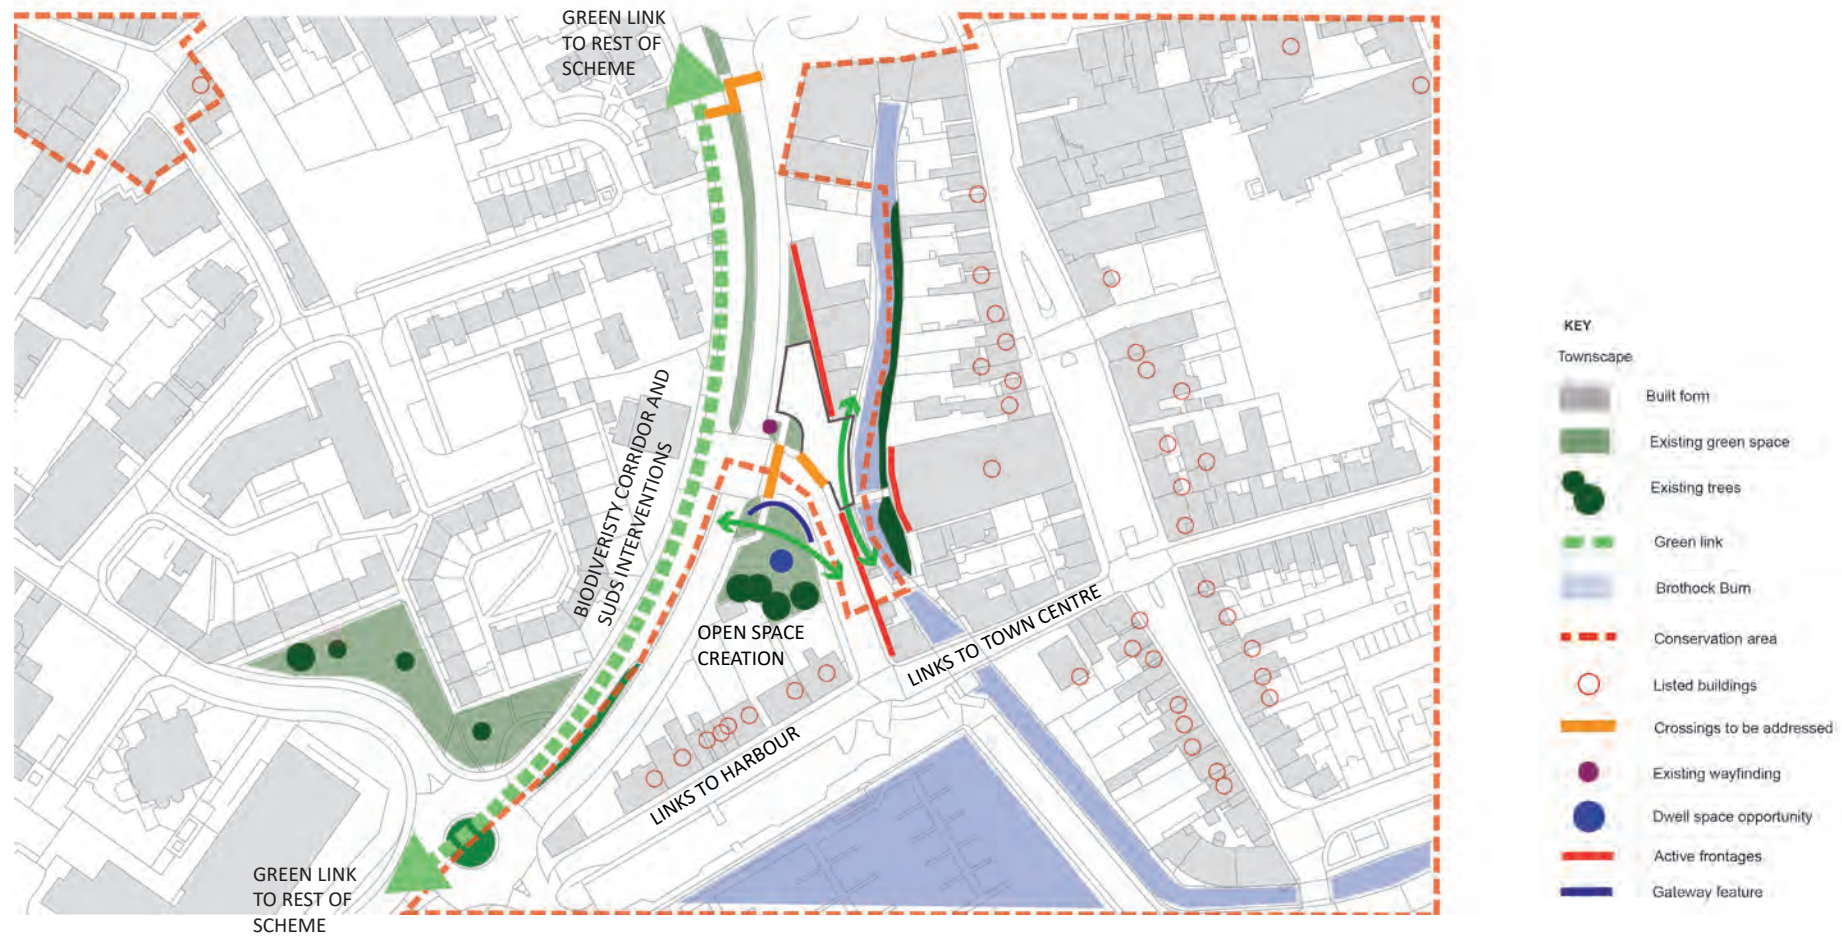 GREEN LINK
TO REST OF
SCHEME
BIODIVERISTY CORRIDOR AND
SUDS INTERVENTIONS
OPEN SPACE
CREATION
LINKS TO TOWN CENTRE
LINKS TO HARBOUR
GREEN LINK
TO REST OF
SCHEME
KEY
Townscape
Built form
Existing green space
Existing trees
Green link
Brothock Burn
Conservation area
Listed buildings
Crossings to be addressed
Existing wayfinding
Dwell space opportunity
Active frontages
Gateway feature